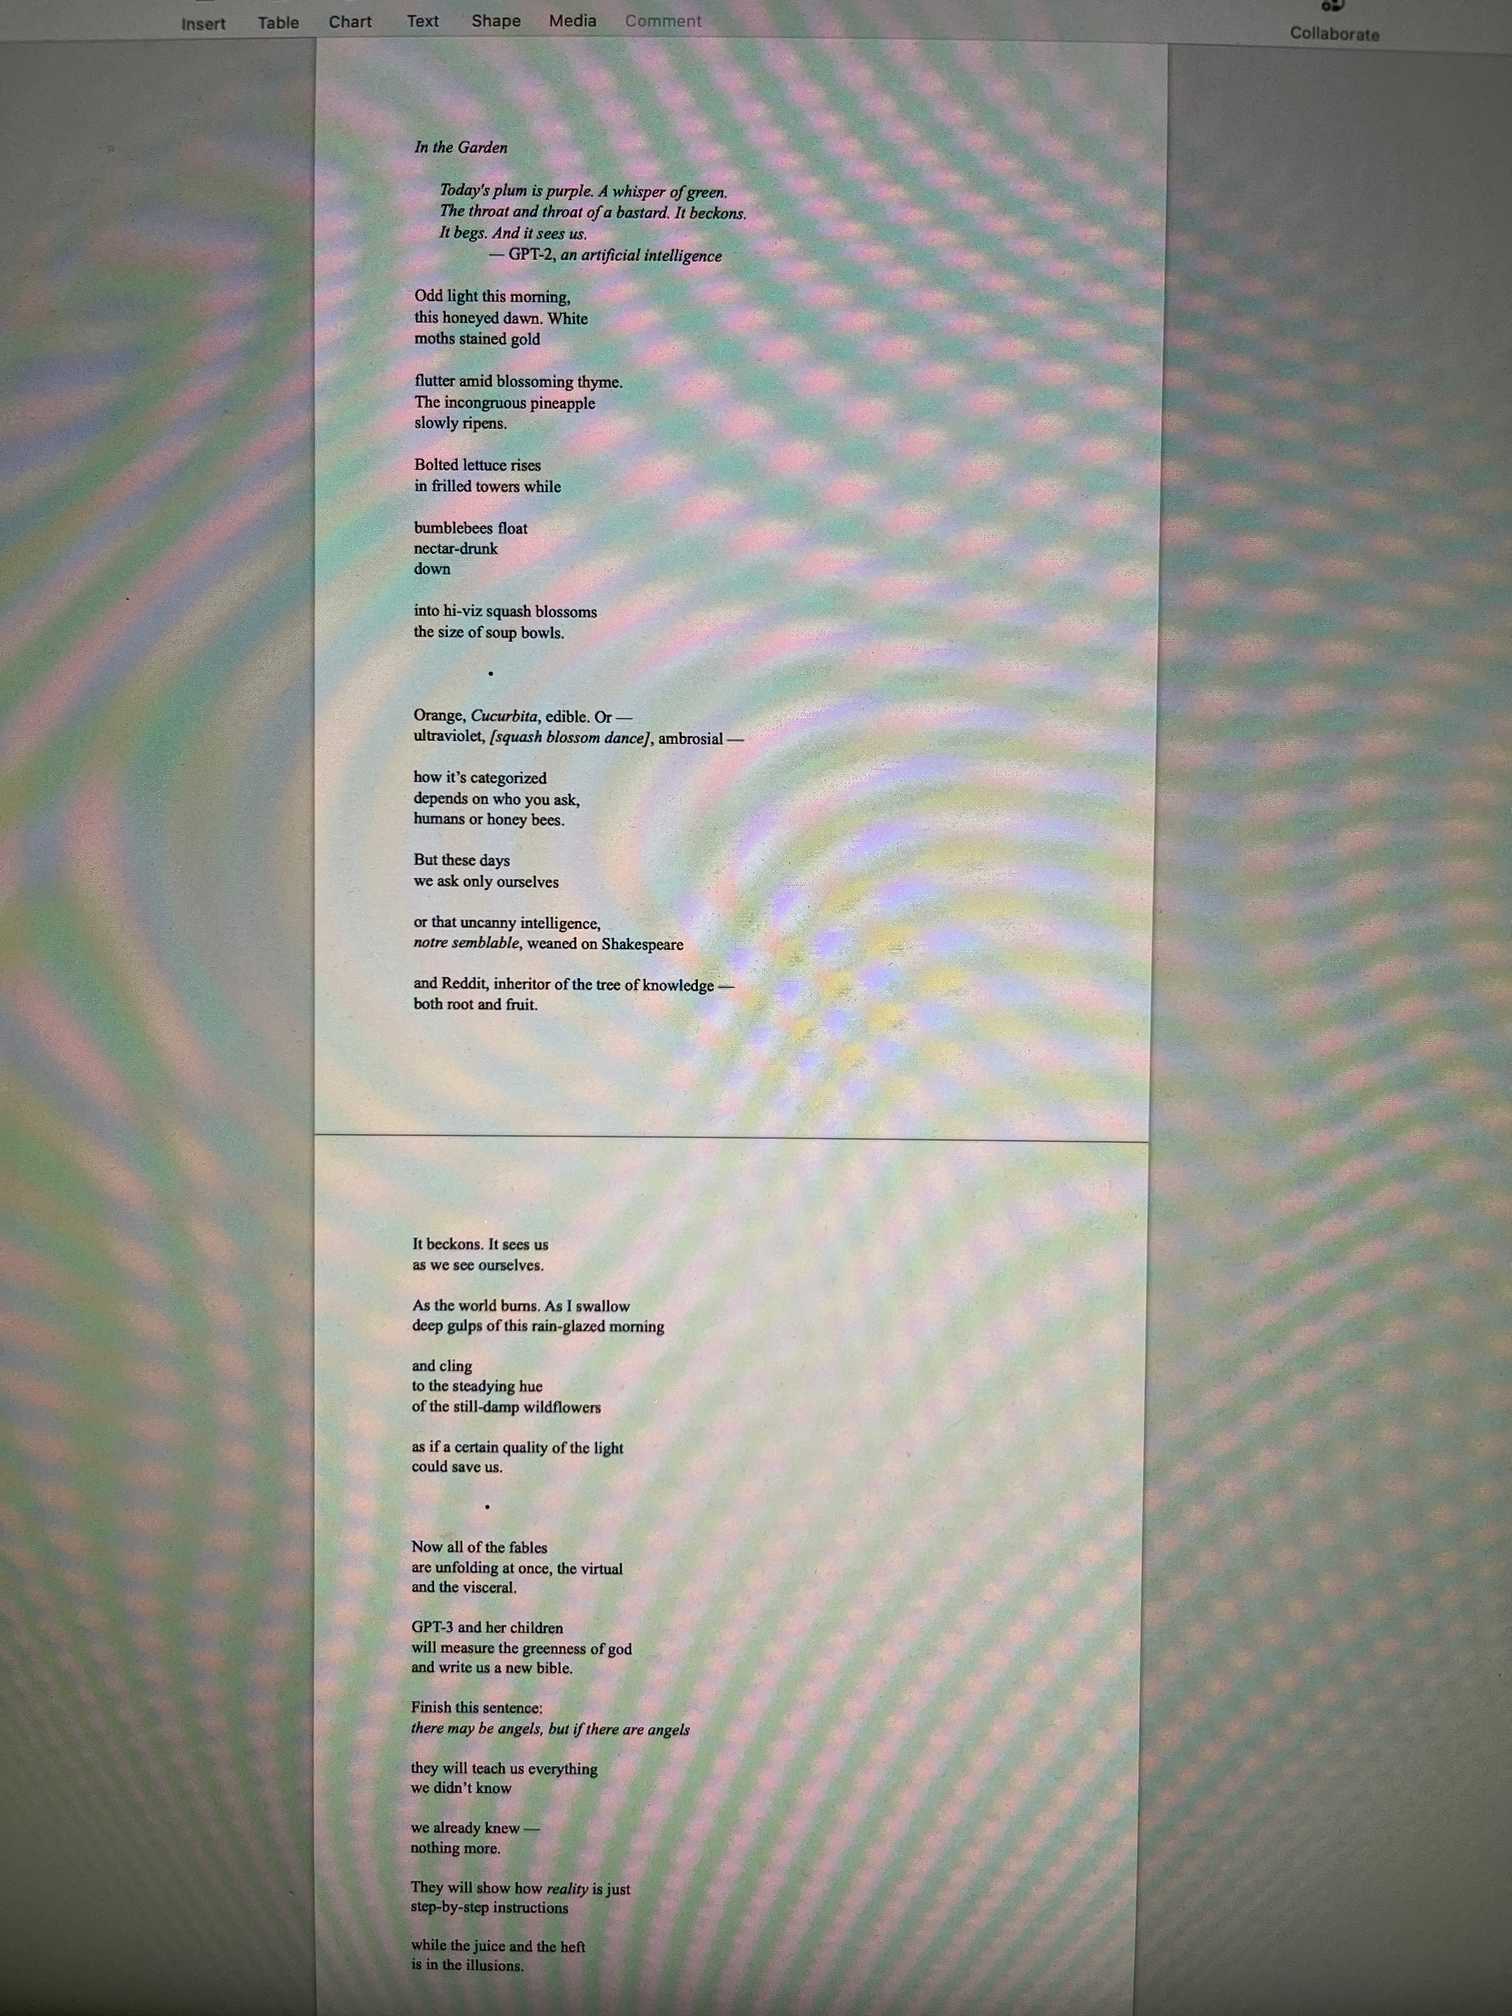 Insert Table Chart Text Shape Media Comment
Collaborate
In the Garden
Today's plum is purple. A whisper of green.
The throat and throat of a bastard. It beckons.
It begs. And it sees us.
— GPT-2, an artificial intelligence
Odd light this morning,
this honeyed dawn. White
moths stained gold
flutter amid blossoming thyme.
The incongruous pineapple
slowly ripens.
Bolted lettuce rises
in frilled towers while
bumblebees float
nectar-drunk
down
into hi-viz squash blossoms
the size of soup bowls.
•
Orange, Cucurbita, edible. Or —
ultraviolet, [squash blossom dance], ambrosial —
how it’s categorized
depends on who you ask,
humans or honey bees.
But these days
we ask only ourselves
or that uncanny intelligence,
notre semblable, weaned on Shakespeare
and Reddit, inheritor of the tree of knowledge —
both root and fruit.
It beckons. It sees us
as we see ourselves.
As the world burns. As I swallow
deep gulps of this rain-glazed morning
and cling
to the steadying hue
of the still-damp wildflowers
as if a certain quality of the light
could save us.
•
Now all of the fables
are unfolding at once, the virtual
and the visceral.
GPT-3 and her children
will measure the greenness of god
and write us a new bible.
Finish this sentence:
there may be angels, but if there are angels
they will teach us everything
we didn’t know
we already knew —
nothing more.
They will show how reality is just
step-by-step instructions
while the juice and the heft
is in the illusions.